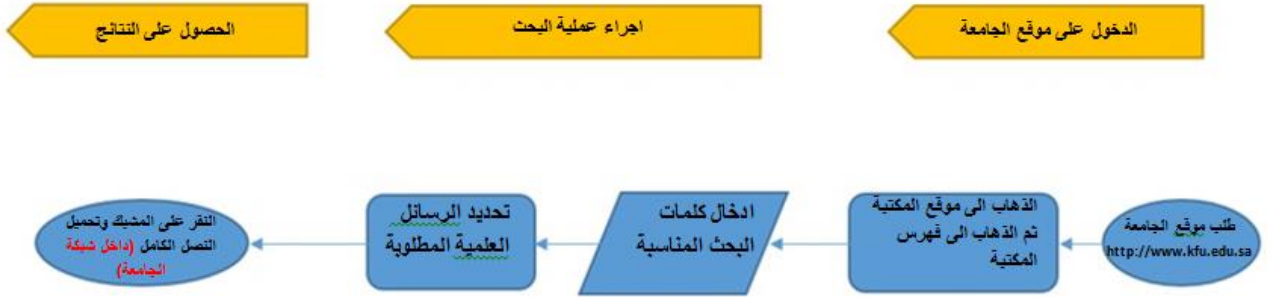 الدخول على موقع الجامعة
اجراء عملية البحث
الحصول على النتائج
طلب موقع الجامعة
http://www.kfu.edu.sa
الذهاب الى موقع المكتبة
ثم الذهاب الى فهرس
المكتبة
ادخال كلمات
البحث المناسبة
تحديد الرسائل
العلمية المطلوبة
النقر على المشبك وتحميل
النصل الكامل (داخل شبكة
الجامعة)